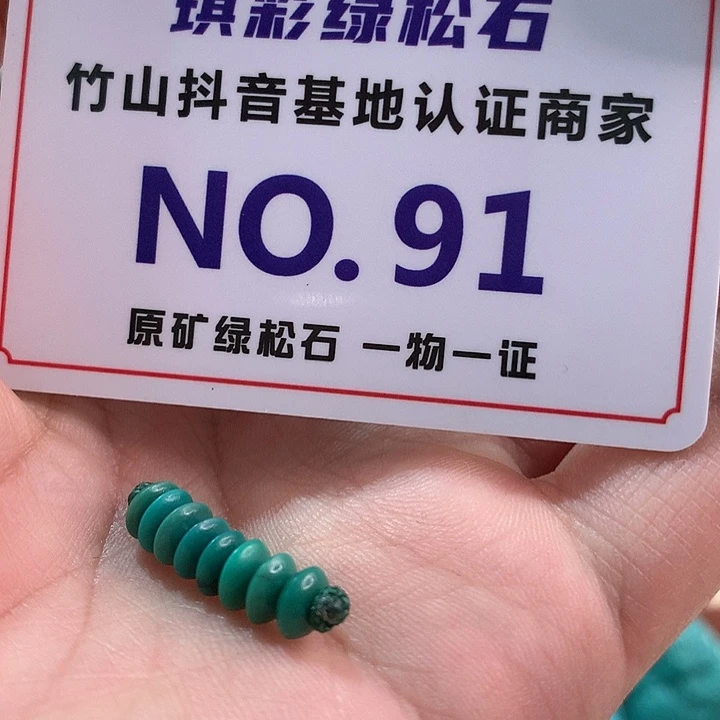 琪彩绿松石
竹山抖音基地认证商家
NO. 91
原矿绿松石 一物一证